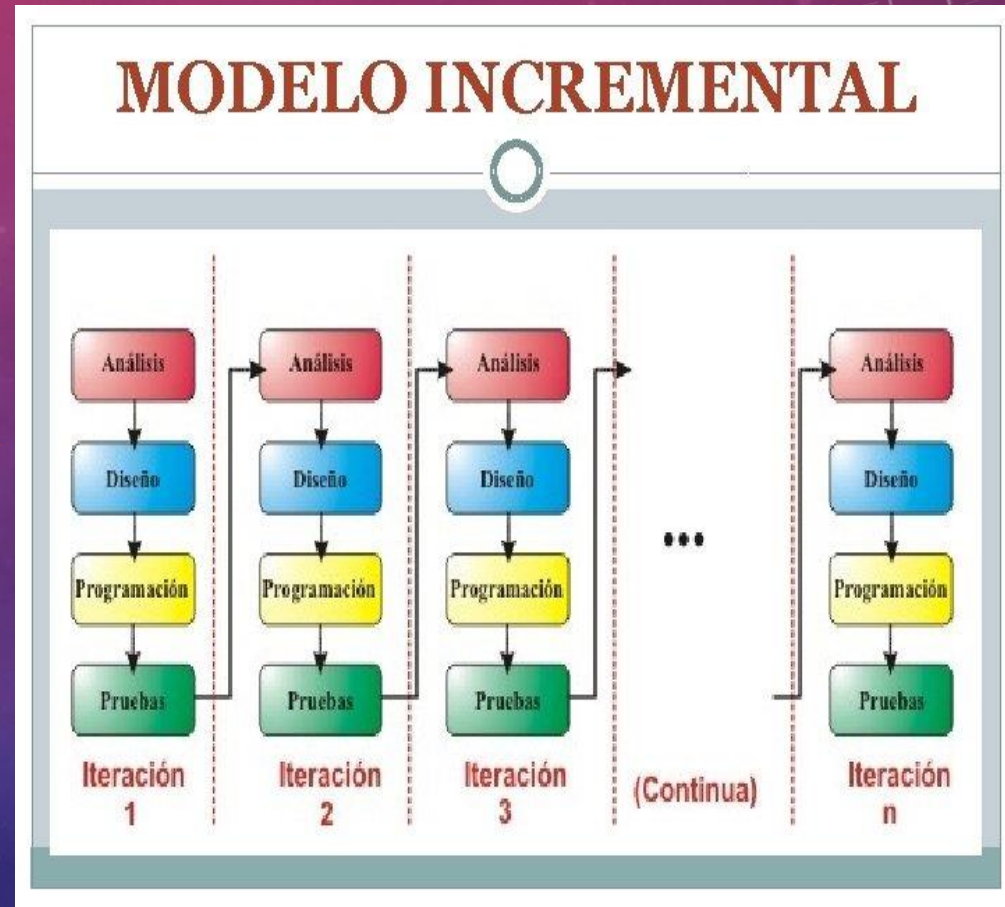 MODELO INCREMENTAL
Análisis
Diseño
Programación
Pruebas
Iteración
1
Análisis
Diseño
Programación
Pruebas
Iteración
2
Análisis
Diseño
Programación
Pruebas
Iteración
3
...
(Continua)
Análisis
Diseño
Programación
Pruebas
Iteración
n